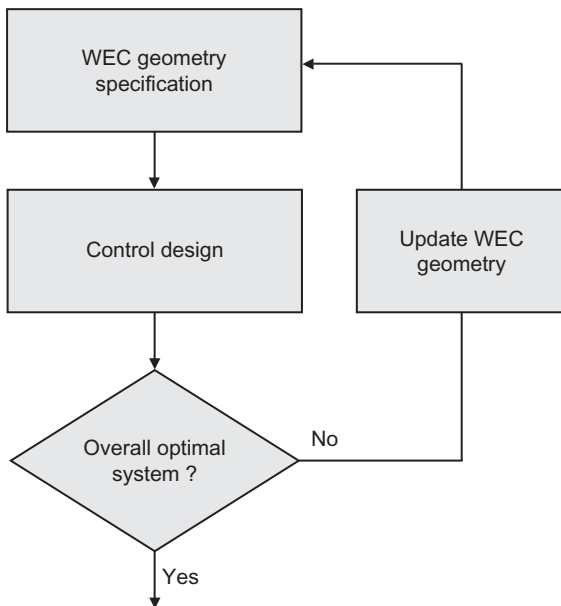 WEC geometry
specification
Control design
Update WEC
geometry
Overall optimal
system ?
No
Yes